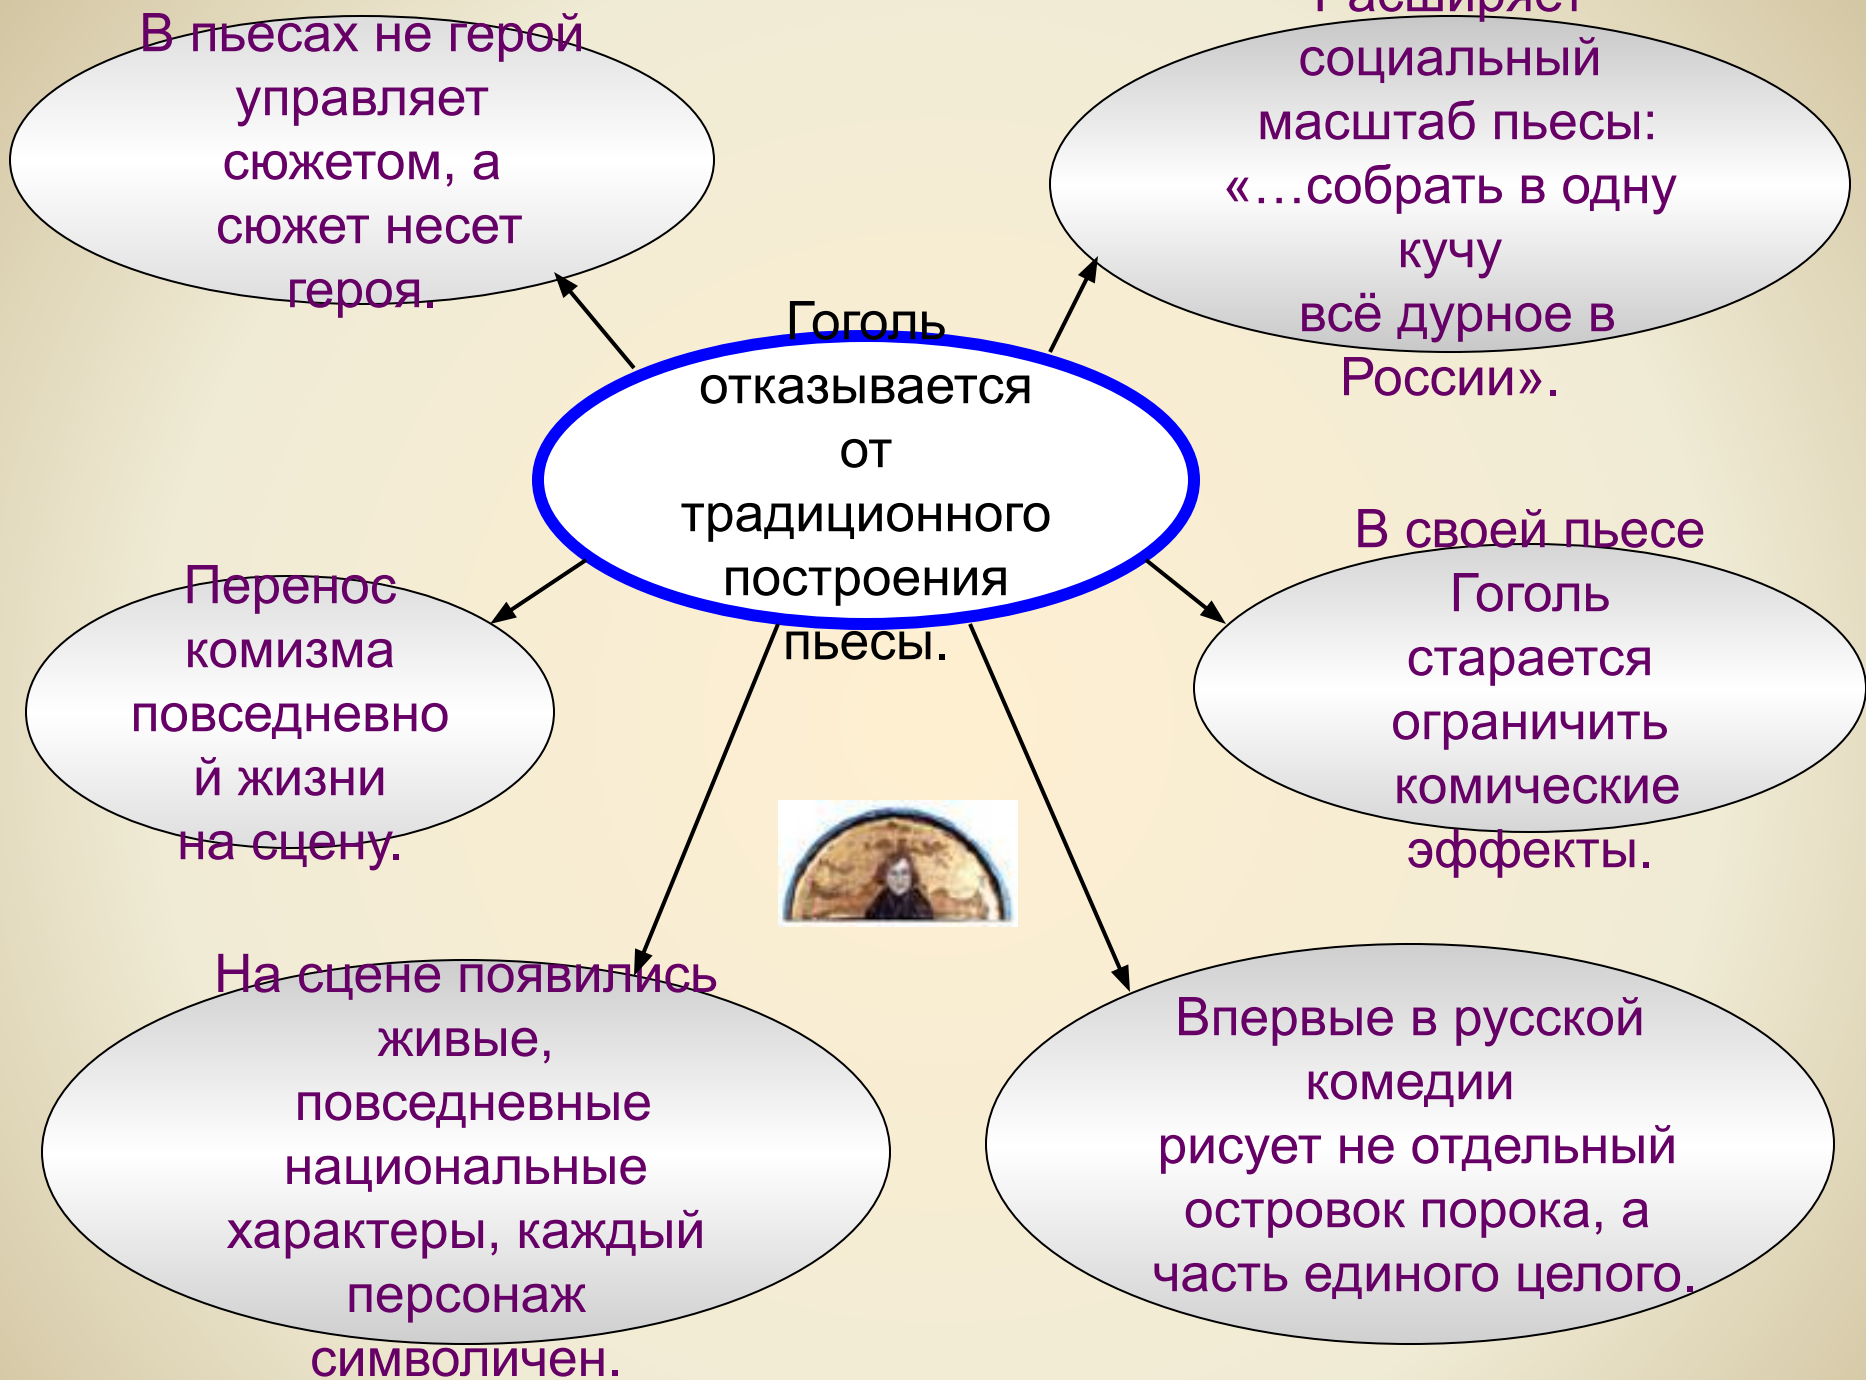 В пьесах не герой
управляет
сюжетом, а
сюжет несет
героя.
Расширяет
социальный
масштаб пьесы:
«…собрать в одну
кучу
всё дурное в
России».
Гоголь
отказывается
от
традиционного
построения
пьесы.
Перенос
комизма
повседневно
й жизни
на сцену.
В своей пьесе
Гоголь
старается
ограничить
комические
эффекты.
На сцене появились
живые,
повседневные
национальные
характеры, каждый
персонаж
символичен.
Впервые в русской
комедии
рисует не отдельный
островок порока, а
часть единого целого.